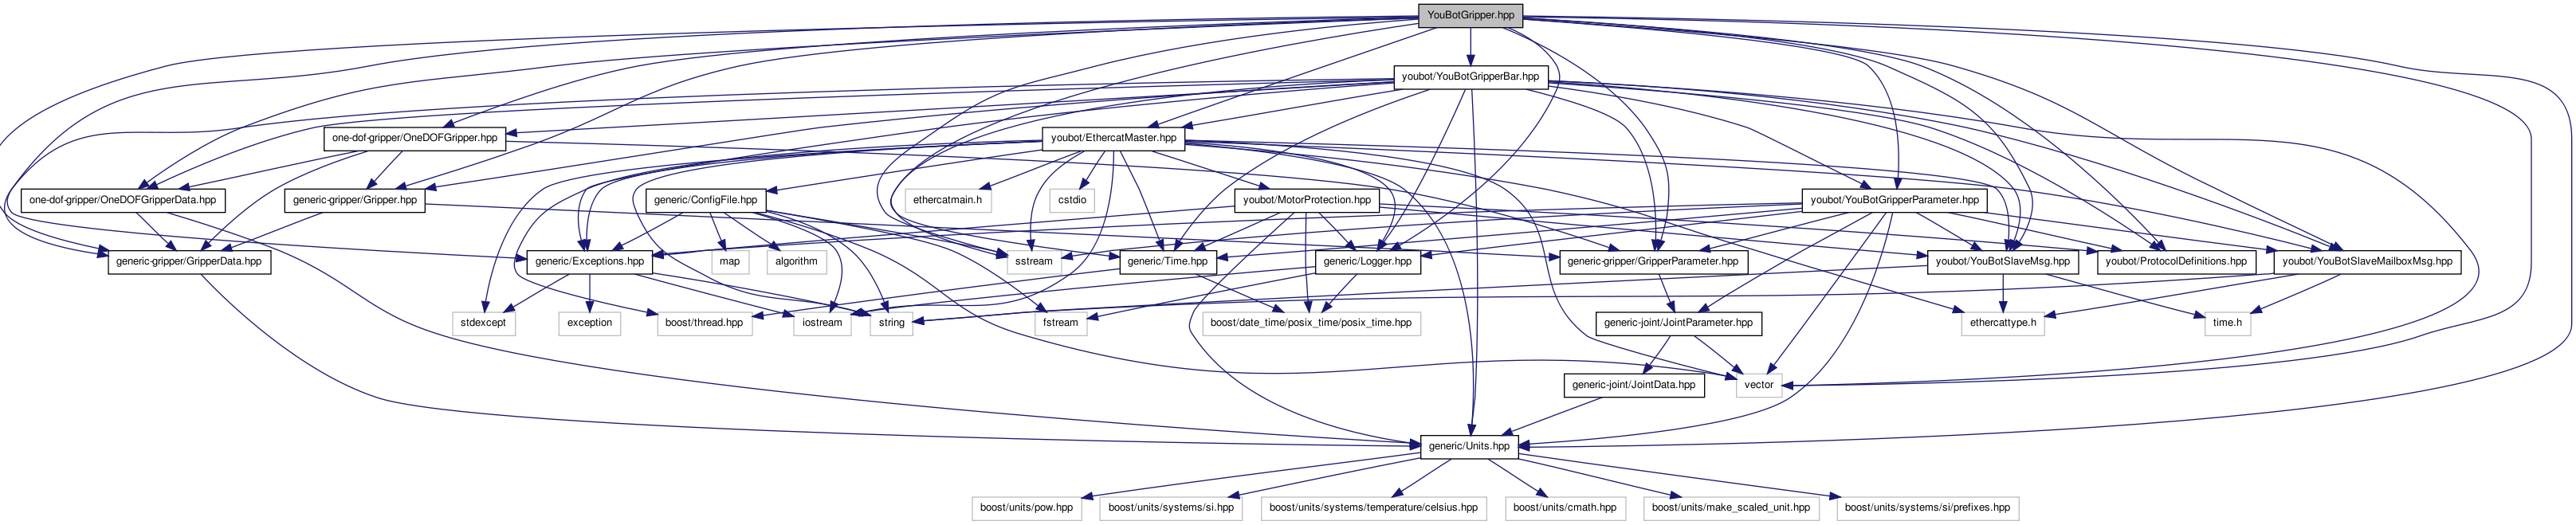 YouBotGripper.hpp
youbot/YouBotGripperBar.hpp
one-dof-gripper/OneDOFGripper.hpp
youbot/EthercatMaster.hpp
one-dof-gripper/OneDOFGripperData.hpp
generic-gripper/Gripper.hpp
generic/ConfigFile.hpp
ethercatmain.h
cstdio
youbot/MotorProtection.hpp
youbot/YouBotGripperParameter.hpp
generic-gripper/GripperData.hpp
generic/Exceptions.hpp
map
algorithm
sstream
generic/Time.hpp
generic/Logger.hpp
generic-gripper/GripperParameter.hpp
youbot/YouBotSlaveMsg.hpp
youbot/ProtocolDefinitions.hpp
youbot/YouBotSlaveMailboxMsg.hpp
stdexcept
exception
boost/thread.hpp
iostream
string
fstream
boost/date_time/posix_time/posix_time.hpp
generic-joint/JointParameter.hpp
ethercattype.h
time.h
generic-joint/JointData.hpp
vector
generic/Units.hpp
boost/units/pow.hpp
boost/units/systems/si.hpp
boost/units/systems/temperature/celsius.hpp
boost/units/cmath.hpp
boost/units/make_scaled_unit.hpp
boost/units/systems/si/prefixes.hpp